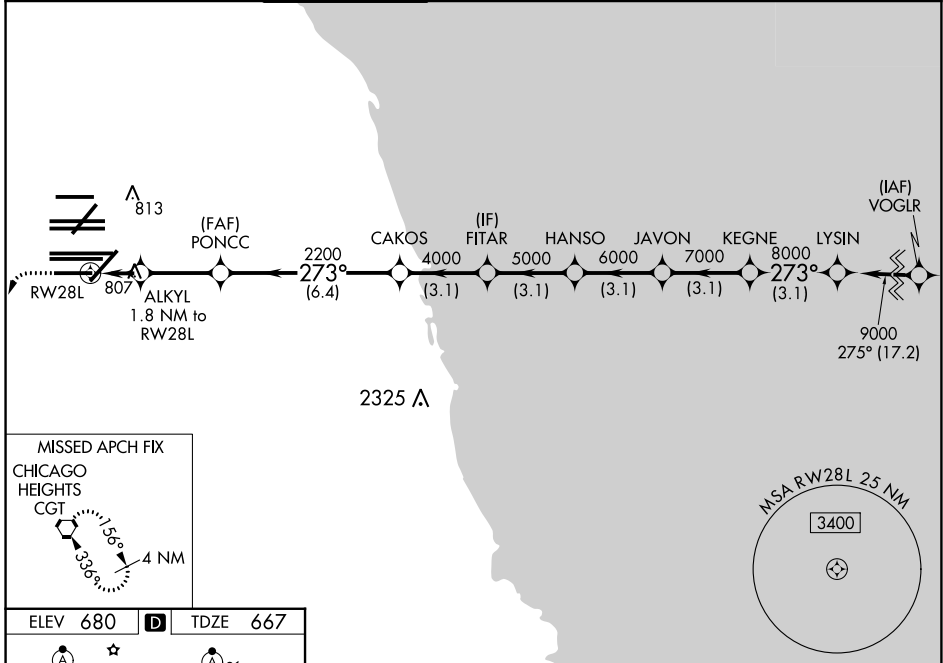 813
(FAF)
PONCC
2200
273°
(6.4)
CAKOS
4000
(3.1)
(IF)
FITAR
5000
(3.1)
HANSO
6000
(3.1)
JAVON
7000
(3.1)
KEGNE
8000
273°
(3.1)
LYSIN
(IAF)
VOGLR
9000
275° (17.2)
RW28L
807
ALKYL
1.8 NM to
RW28L
2325
MISSED APCH FIX
CHICAGO
HEIGHTS
CGT
156°
336°
4 NM
MSA RW28L 25 NM
3400
ELEV 680 D TDZE 667
A
A